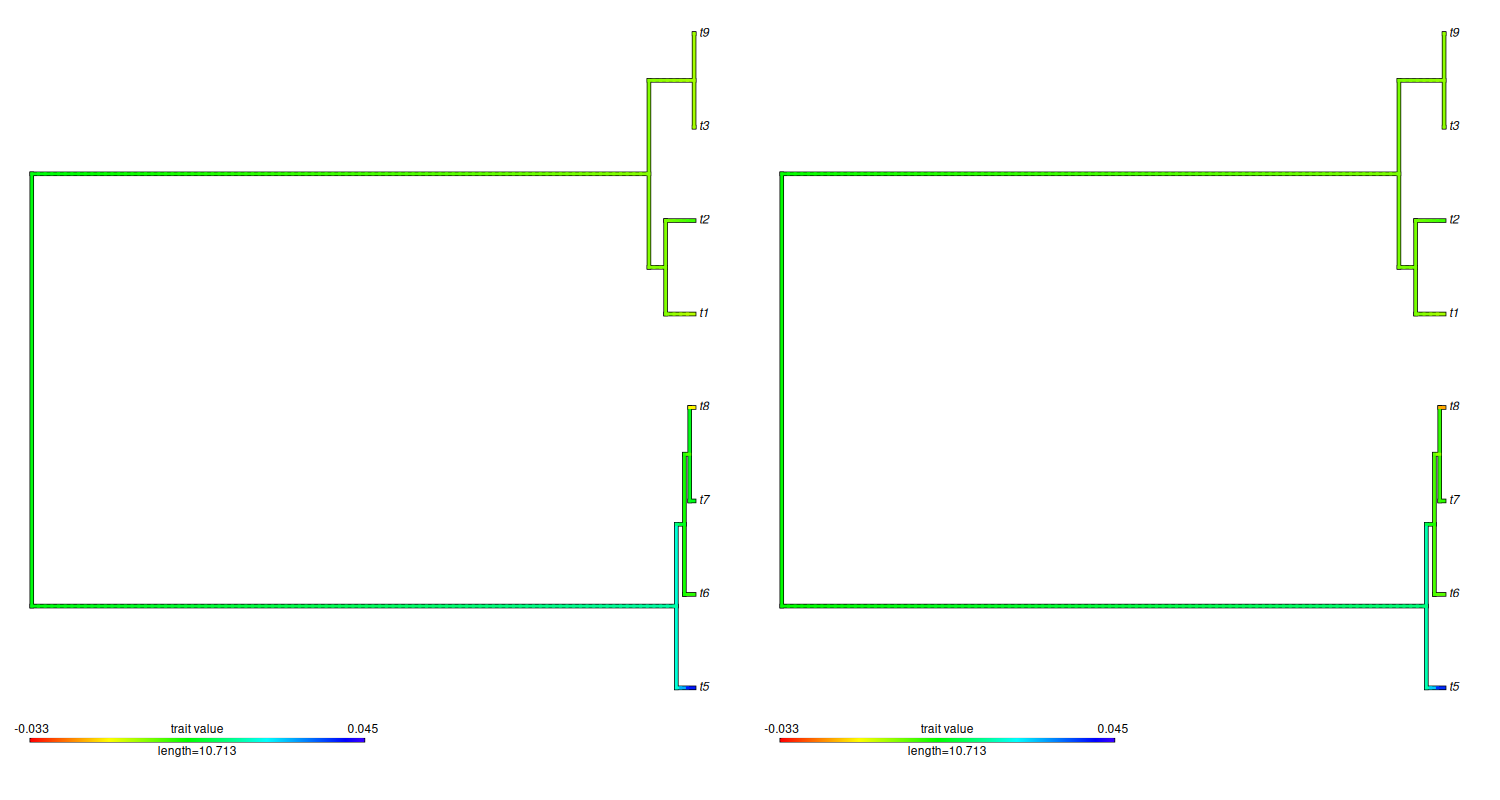 t9
t3
t2
t1
t8
t7
t6
t5
-0.033 trait value 0.045
length=10.713
t9
t3
t2
t1
t8
t7
t6
t5
-0.033 trait value 0.045
length=10.713